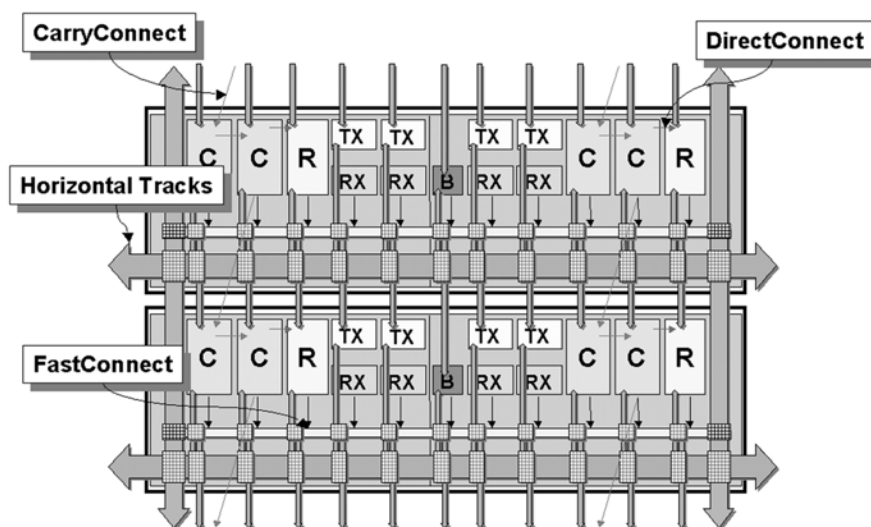 CarryConnect
DirectConnect
C C R TX TX TX TX C C R
RX RX B RX RX
Horizontal Tracks
C C R TX TX TX TX C C R
RX RX B RX RX
FastConnect